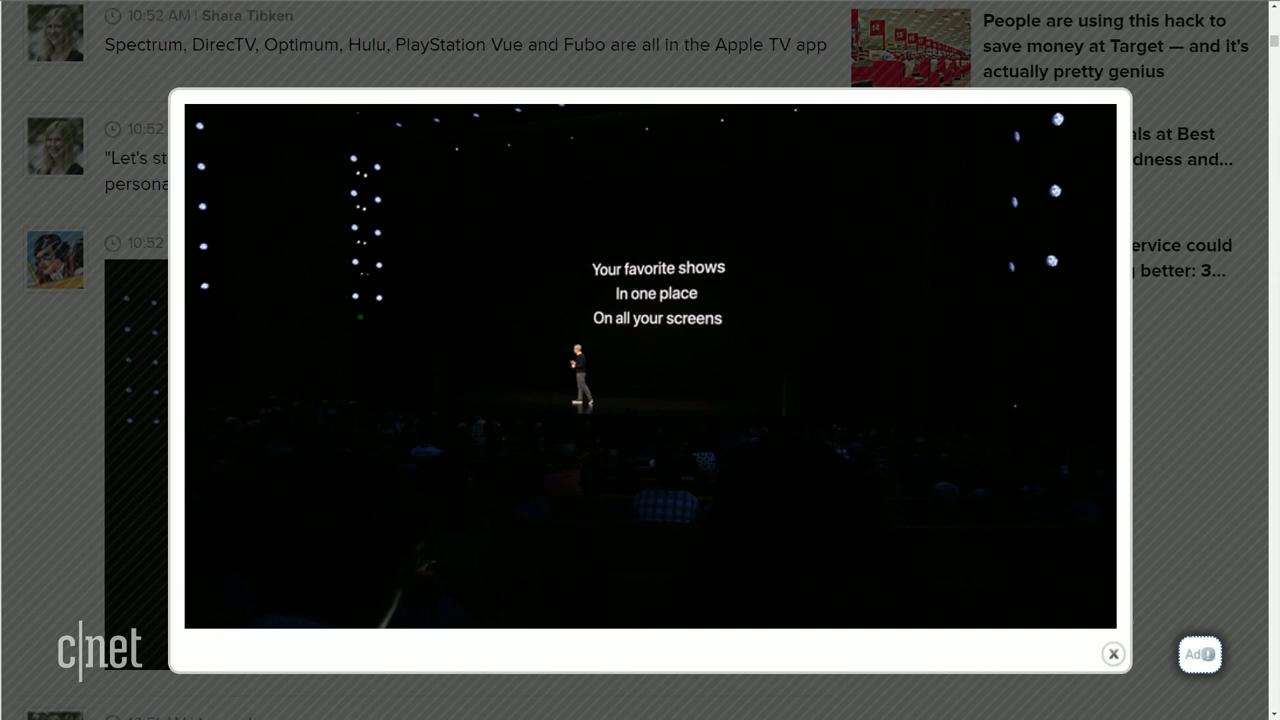 10:52 AM | Shara Tibken
Spectrum, DirecTV, Optimum, Hulu, PlayStation Vue and Fubo are all in the Apple TV app
People are using this hack to
save money at Target — and it's
actually pretty genius
10:52
"Let's st
persona
als at Best
dness and...
10:52
ervice could
better: 3...
Your favorite shows
In one place
On all your screens
c|net
x
Ad